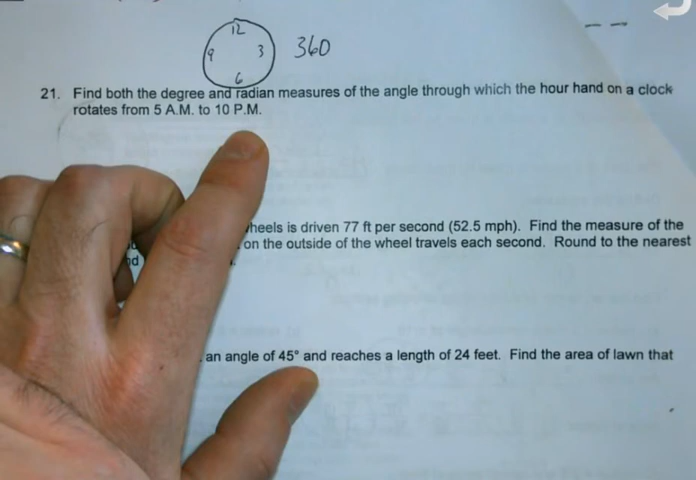 12
9 3 360
6
21. Find both the degree and radian measures of the angle through which the hour hand on a clock
rotates from 5 A.M. to 10 P.M.
wheels is driven 77 ft per second (52.5 mph). Find the measure of the
on the outside of the wheel travels each second. Round to the nearest
an angle of 45° and reaches a length of 24 feet. Find the area of lawn that